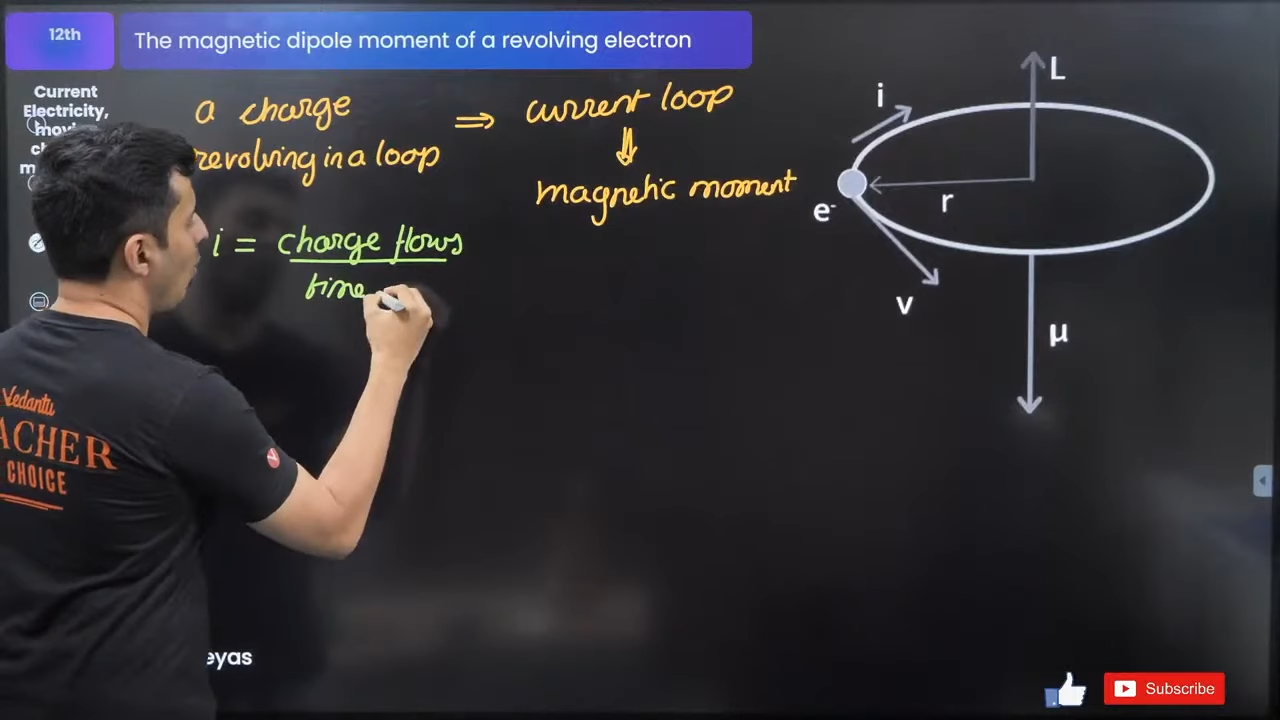 12th
The magnetic dipole moment of a revolving electron
Current
Electricity,
a charge
revolving in a loop
⇒
current loop
⇓
magnetic moment
i = charge flows
time
L
i
r
e-
v
μ
Vedantu
ACHER
CHOICE
eyas
Subscribe